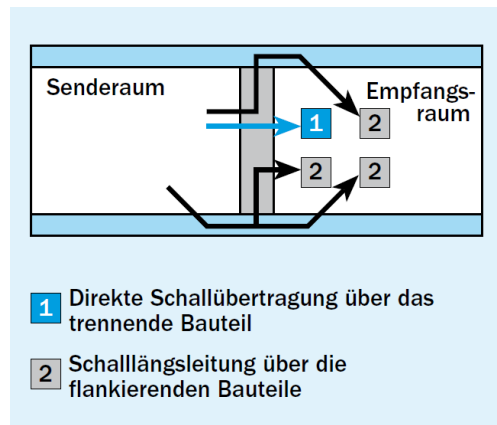 Senderaum
Empfangs-
raum
1
2
2
2
1 Direkte Schallübertragung über das
trennende Bauteil
2 Schalllängsleitung über die
flankierenden Bauteile